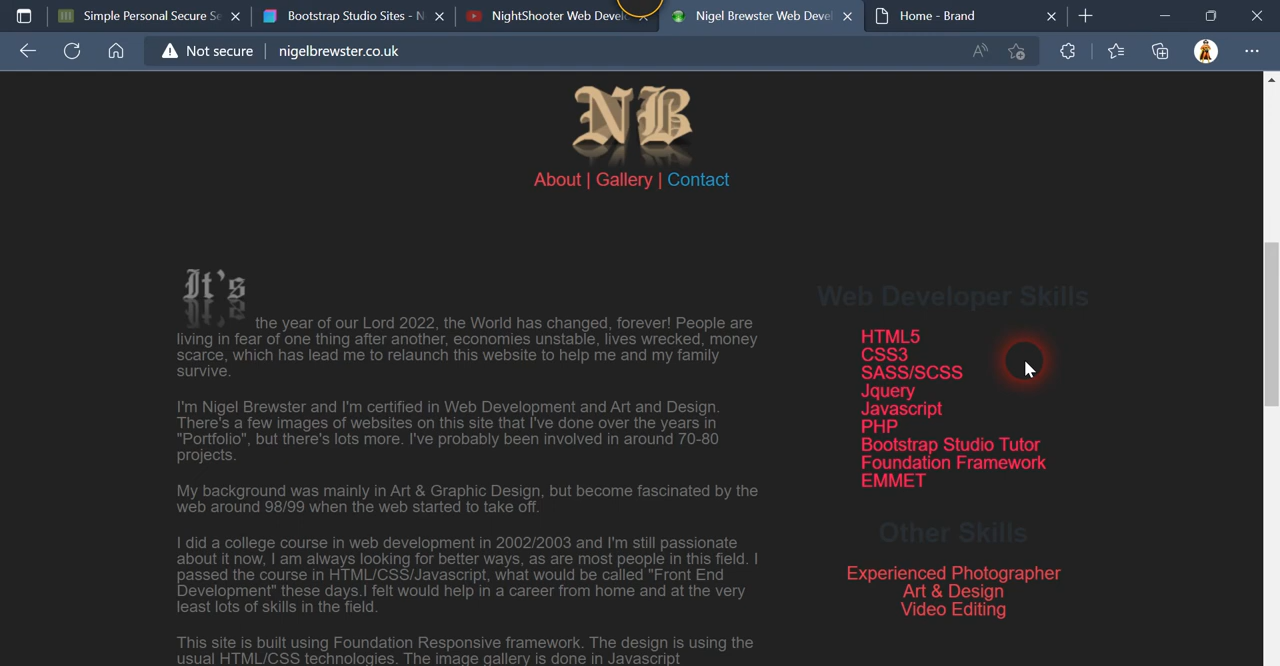 Simple Personal Secure Se
Bootstrap Studio Sites - N
NightShooter Web Devel
Nigel Brewster Web Devel
Home - Brand
Not secure
nigelbrewster.co.uk
NB
About | Gallery | Contact
It's
the year of our Lord 2022, the World has changed, forever! People are
living in fear of one thing after another, economies unstable, lives wrecked, money
scarce, which has lead me to relaunch this website to help me and my family
survive.
I'm Nigel Brewster and I'm certified in Web Development and Art and Design.
There's a few images of websites on this site that I've done over the years in
"Portfolio", but there's lots more. I've probably been involved in around 70-80
projects.
My background was mainly in Art & Graphic Design, but become fascinated by the
web around 98/99 when the web started to take off.
I did a college course in web development in 2002/2003 and I'm still passionate
about it now, I am always looking for better ways, as are most people in this field. I
passed the course in HTML/CSS/Javascript, what would be called "Front End
Development" these days.I felt would help in a career from home and at the very
least lots of skills in the field.
This site is built using Foundation Responsive framework. The design is using the
usual HTML/CSS technologies. The image gallery is done in Javascript
Web Developer Skills
HTML5
CSS3
SASS/SCSS
Jquery
Javascript
PHP
Bootstrap Studio Tutor
Foundation Framework
EMMET
Other Skills
Experienced Photographer
Art & Design
Video Editing